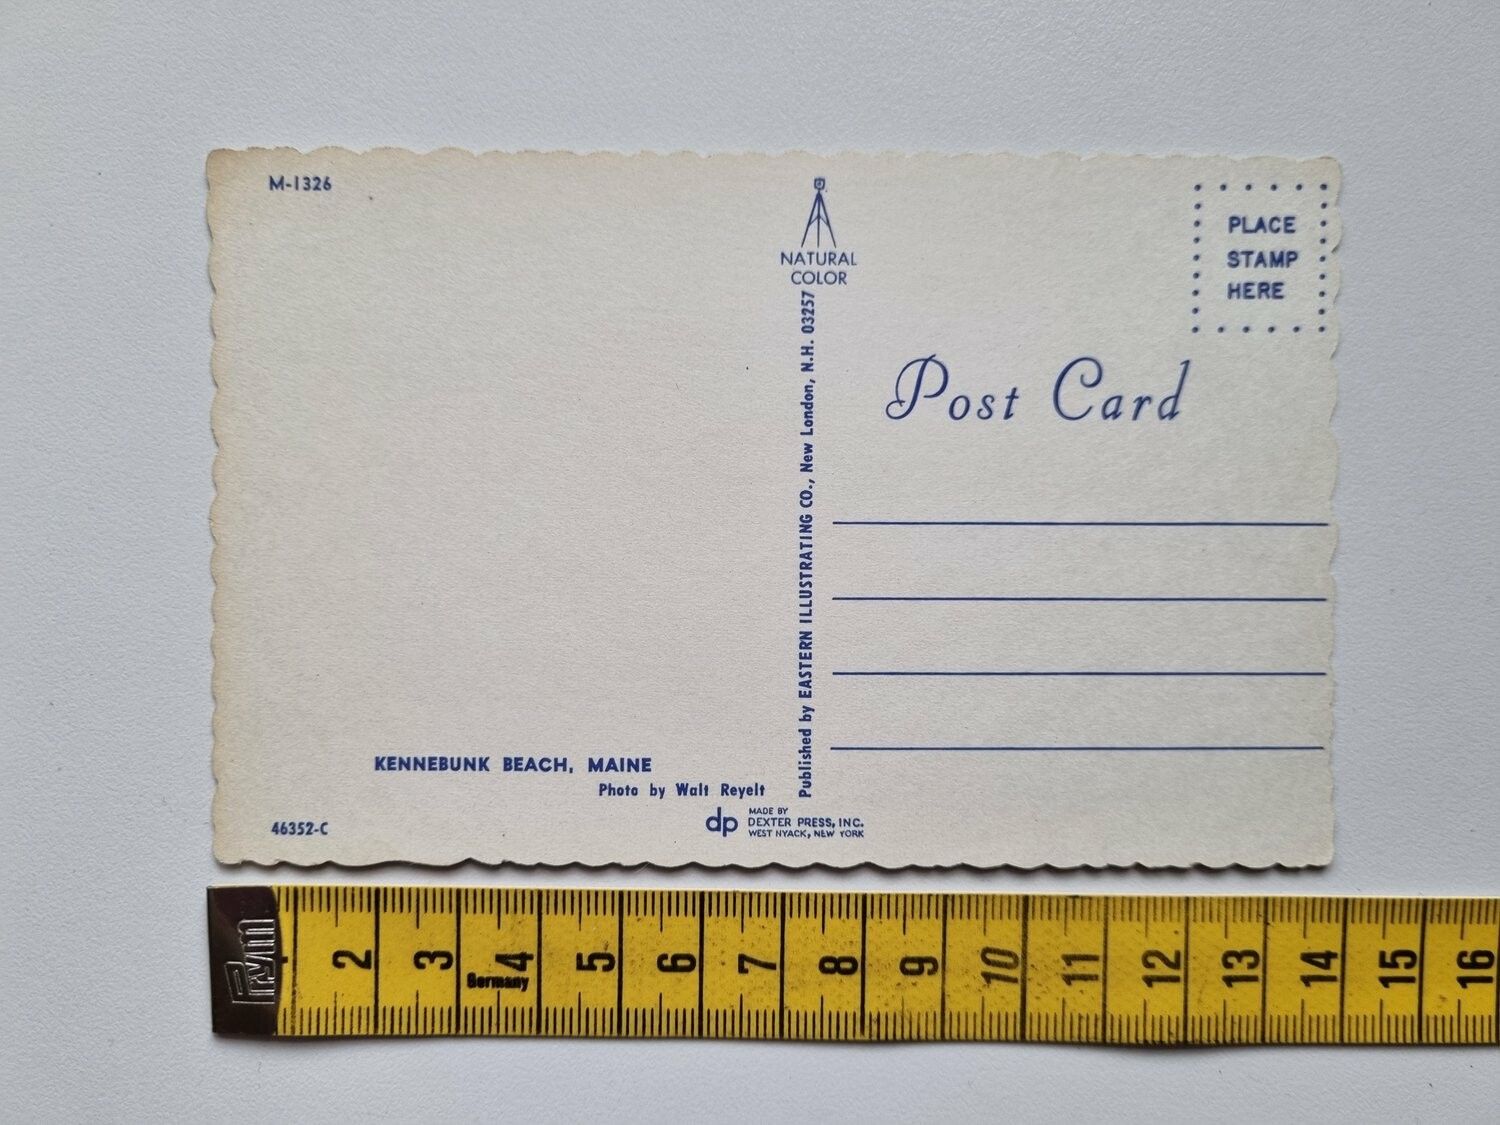 M-1326
NATURAL
COLOR
PLACE
STAMP
HERE
Post Card
Published by EASTERN ILLUSTRATING CO., New London, N.H. 03257
KENNEBUNK BEACH, MAINE
Photo by Walt Reyelt
46352-C
dp
MADE BY
DEXTER PRESS, INC.
WEST NYACK, NEW YORK
Prym
2 3 4 5 6 7 8 9 10 11 12 13 14 15 16
Germany